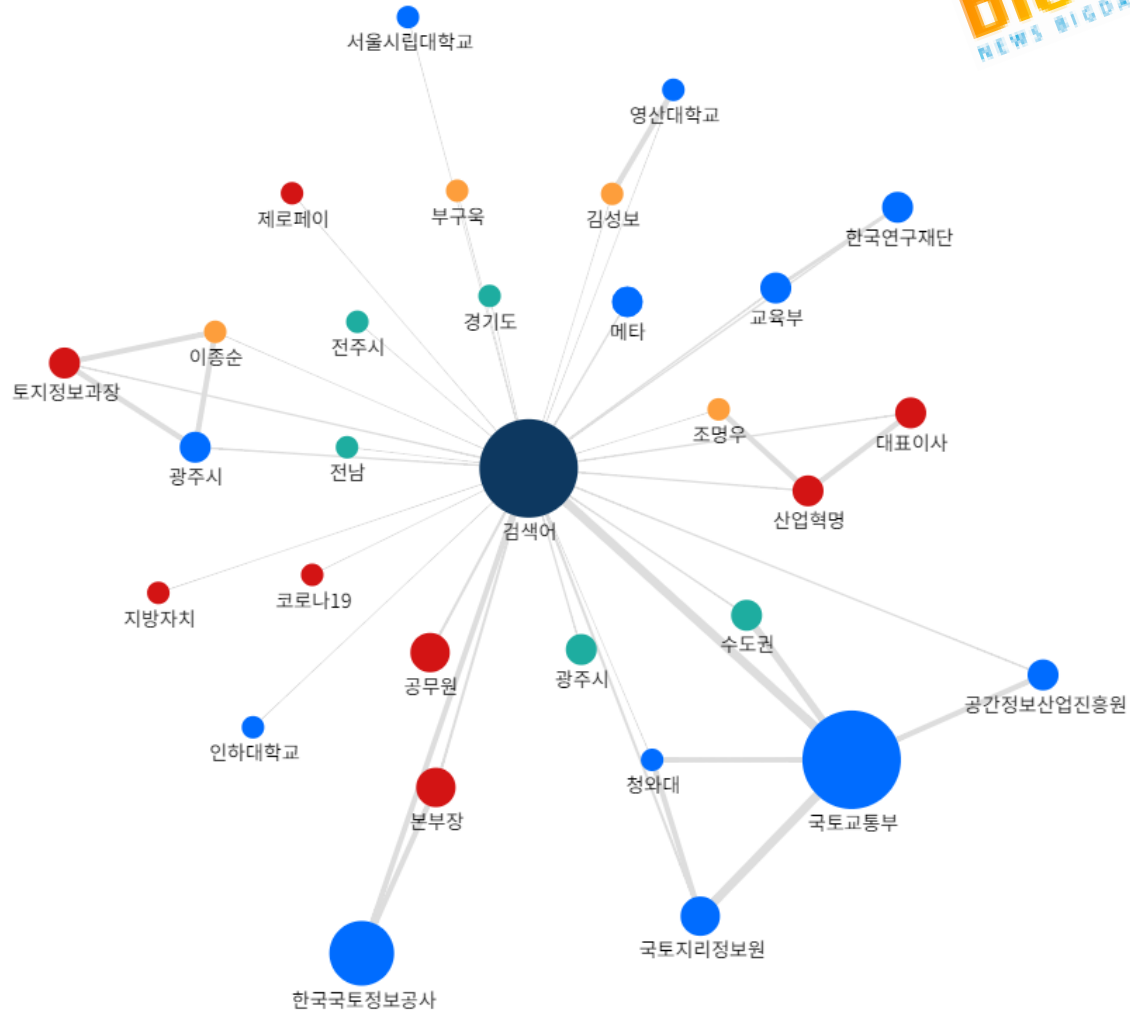 NEWS BIGDA
서울시립대학교
영산대학교
제로페이
부구욱
김성보
한국연구재단
경기도
메타
교육부
전주시
이종순
토지정보과장
조명우
대표이사
광주시
전남
산업혁명
검색어
지방자치
코로나19
수도권
공무원
광주시
공간정보산업진흥원
인하대학교
청와대
본부장
국토교통부
국토지리정보원
한국국토정보공사